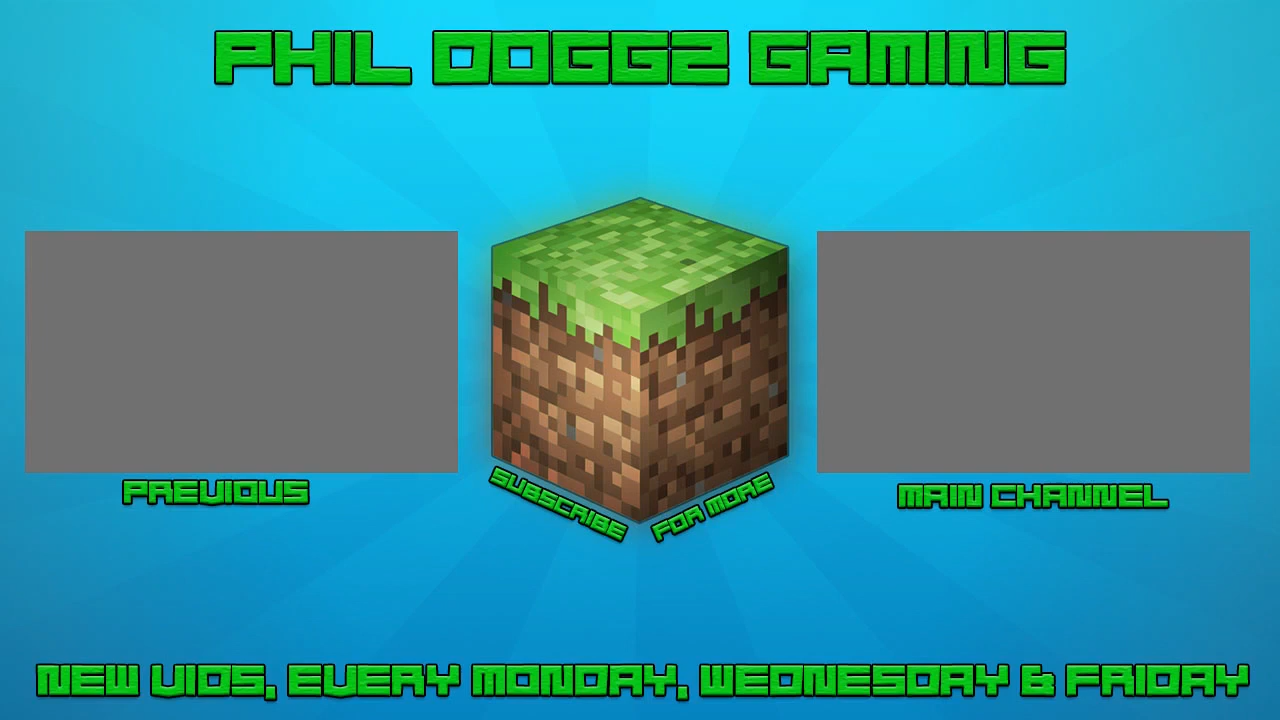 PHIL DOGGZ GAMING
PREVIOUS
SUBSCRIBE FOR MORE
MAIN CHANNEL
NEW VIDS, EVERY MONDAY, WEDNESDAY & FRIDAY